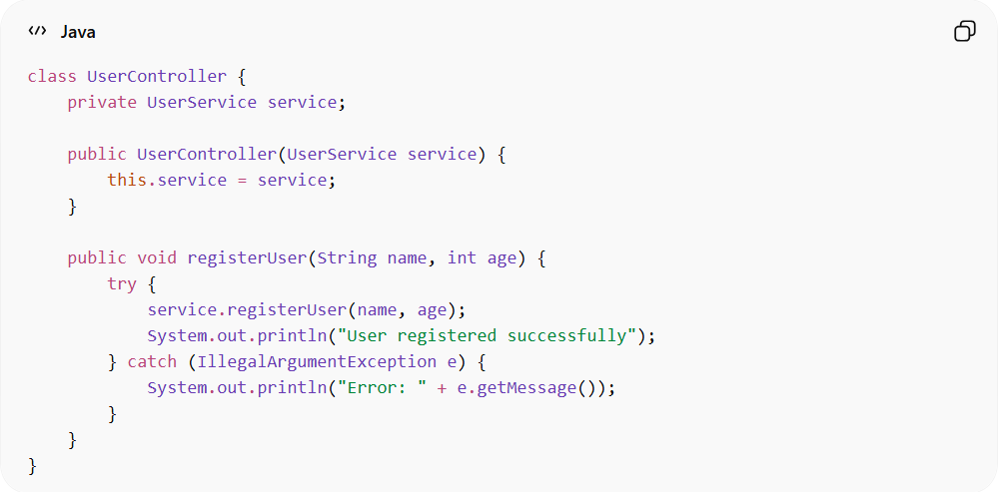 </> Java
class UserController {
    private UserService service;

    public UserController(UserService service) {
        this.service = service;
    }

    public void registerUser(String name, int age) {
        try {
            service.registerUser(name, age);
            System.out.println("User registered successfully");
        } catch (IllegalArgumentException e) {
            System.out.println("Error: " + e.getMessage());
        }
    }
}